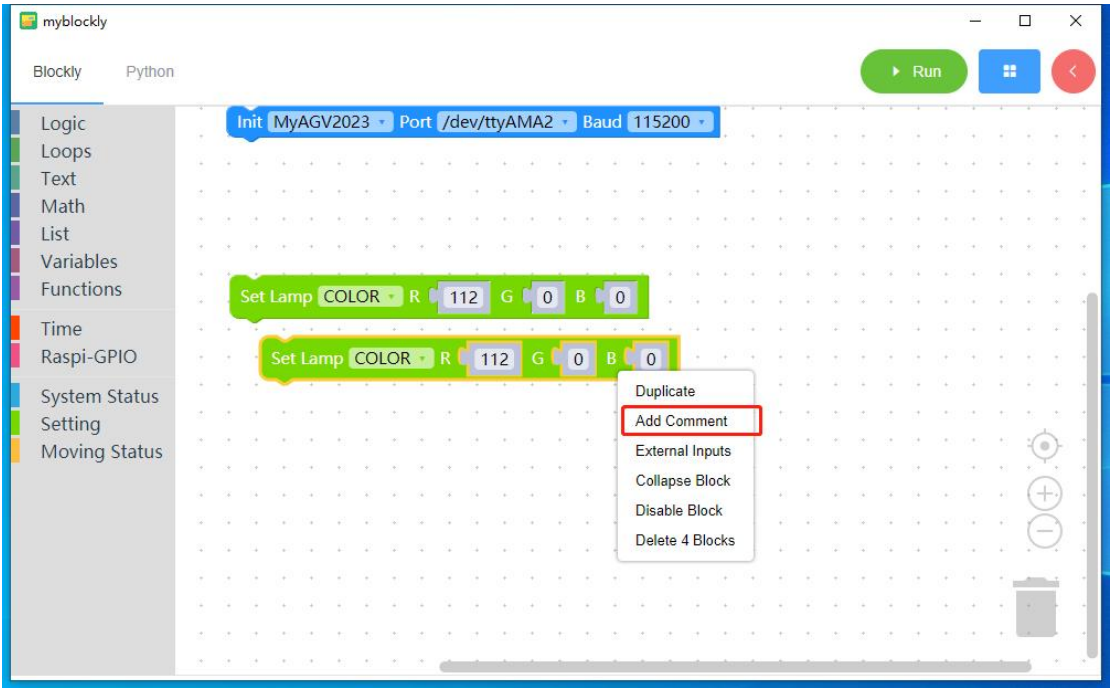 myblockly
Blockly Python
Run
Logic
Loops
Text
Math
List
Variables
Functions
Time
Raspi-GPIO
System Status
Setting
Moving Status
Init MyAGV2023 Port /dev/ttyAMA2 Baud 115200
Set Lamp COLOR R 112 G 0 B 0
Set Lamp COLOR R 112 G 0 B 0
Duplicate
Add Comment
External Inputs
Collapse Block
Disable Block
Delete 4 Blocks